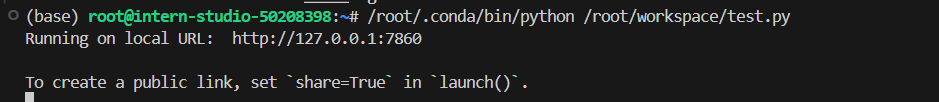 (base) root@intern-studio-50208398:~# /root/.conda/bin/python /root/workspace/test.py
Running on local URL:  http://127.0.0.1:7860
To create a public link, set `share=True` in `launch()`.